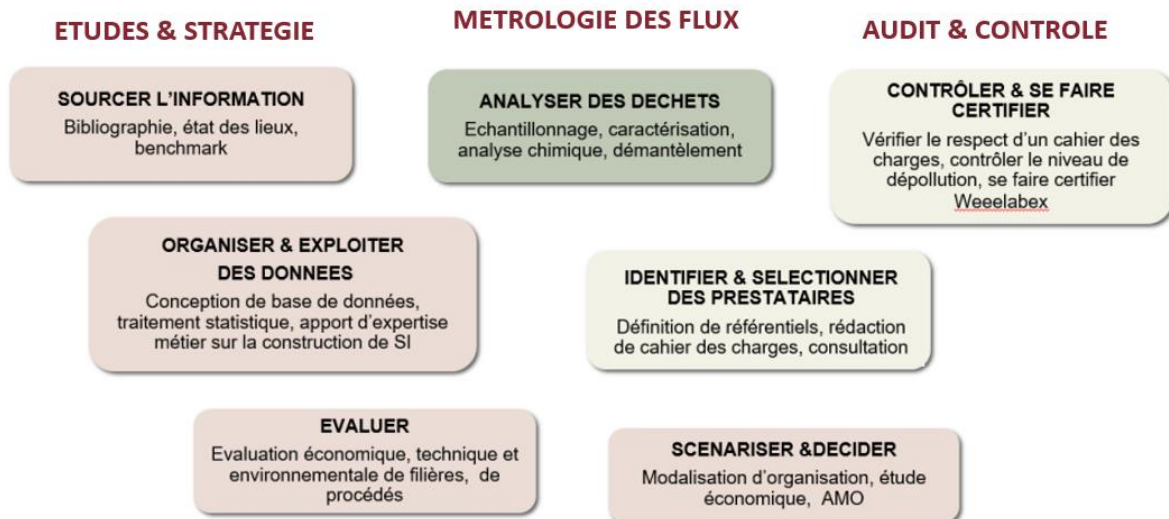 ETUDES & STRATEGIE
METROLOGIE DES FLUX
AUDIT & CONTROLE
SOURCER L'INFORMATION
Bibliographie, état des lieux,
benchmark
ANALYSER DES DECHETS
Echantillonnage, caractérisation,
analyse chimique, démantèlement
CONTRÔLER & SE FAIRE
CERTIFIER
Vérifier le respect d'un cahier des
charges, contrôler le niveau de
dépollution, se faire certifier
Weeelabex
ORGANISER & EXPLOITER
DES DONNEES
Conception de base de données,
traitement statistique, apport d'expertise
métier sur la construction de SI
IDENTIFIER & SELECTIONNER
DES PRESTATAIRES
Définition de référentiels, rédaction
de cahier des charges, consultation
EVALUER
Evaluation économique, technique et
environnementale de filières, de
procédés
SCENARISER &DECIDER
Modalisation d'organisation, étude
économique, AMO